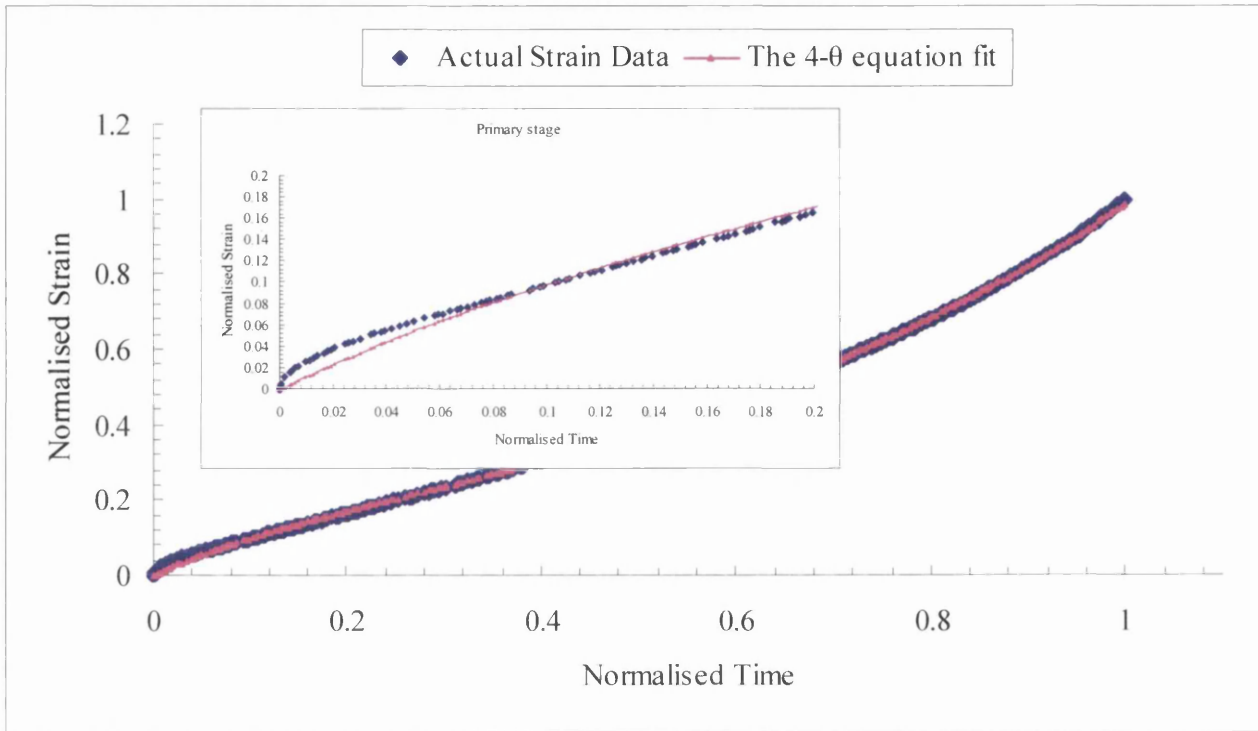 Actual Strain Data The 4-θ equation fit
Primary stage
Normalised Strain
1.2
1
0.8
0.6
0.4
0.2
0
Normalised Strain
0.2
0.18
0.16
0.14
0.12
0.1
0.08
0.06
0.04
0.02
0
0 0.02 0.04 0.06 0.08 0.1 0.12 0.14 0.16 0.18 0.2
Normalised Time
0 0.2 0.4 0.6 0.8 1
Normalised Time